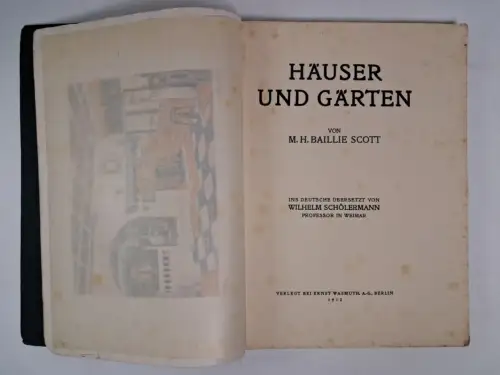 HÄUSER
UND GÄRTEN
VON
M. H. BAILLIE SCOTT
INS DEUTSCHE ÜBERSETZT VON
WILHELM SCHÖLERMANN
PROFESSOR IN WEIMAR
VERLEGT BEI ERNST WASMUTH A.-G., BERLIN
1912